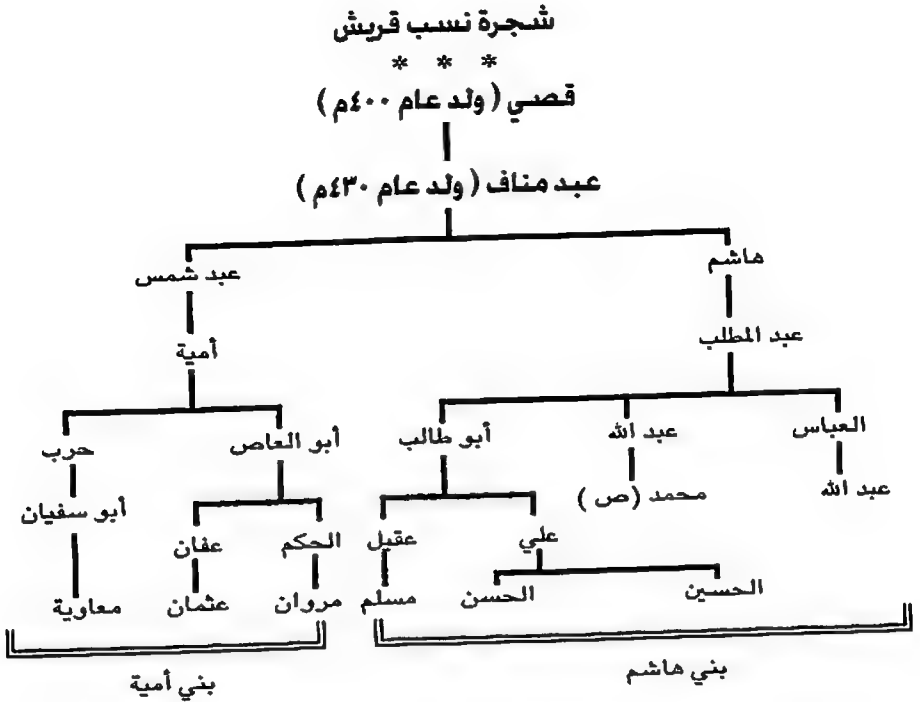 شجرة نسب قريش
* * *
قصي ( ولد عام ٤٠٠م )
عبد مناف ( ولد عام ٤٣٠م )
هاشم
عبد شمس
عبد المطلب
أمية
العباس
عبد الله
أبو طالب
أبو العاص
حرب
عبد الله
محمد (ص )
أبو سفيان
علي
عقيل
الحكم
عفان
الحسين
الحسن
مسلم
مروان
عثمان
معاوية
بني هاشم
بني أمية